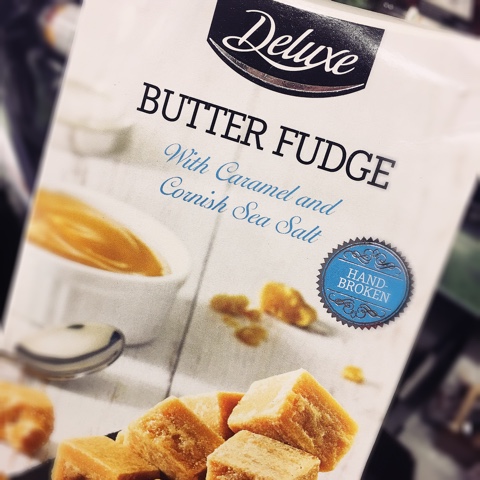 Deluxe
BUTTER FUDGE
With Caramel and
Cornish Sea Salt
HAND-
BROKEN